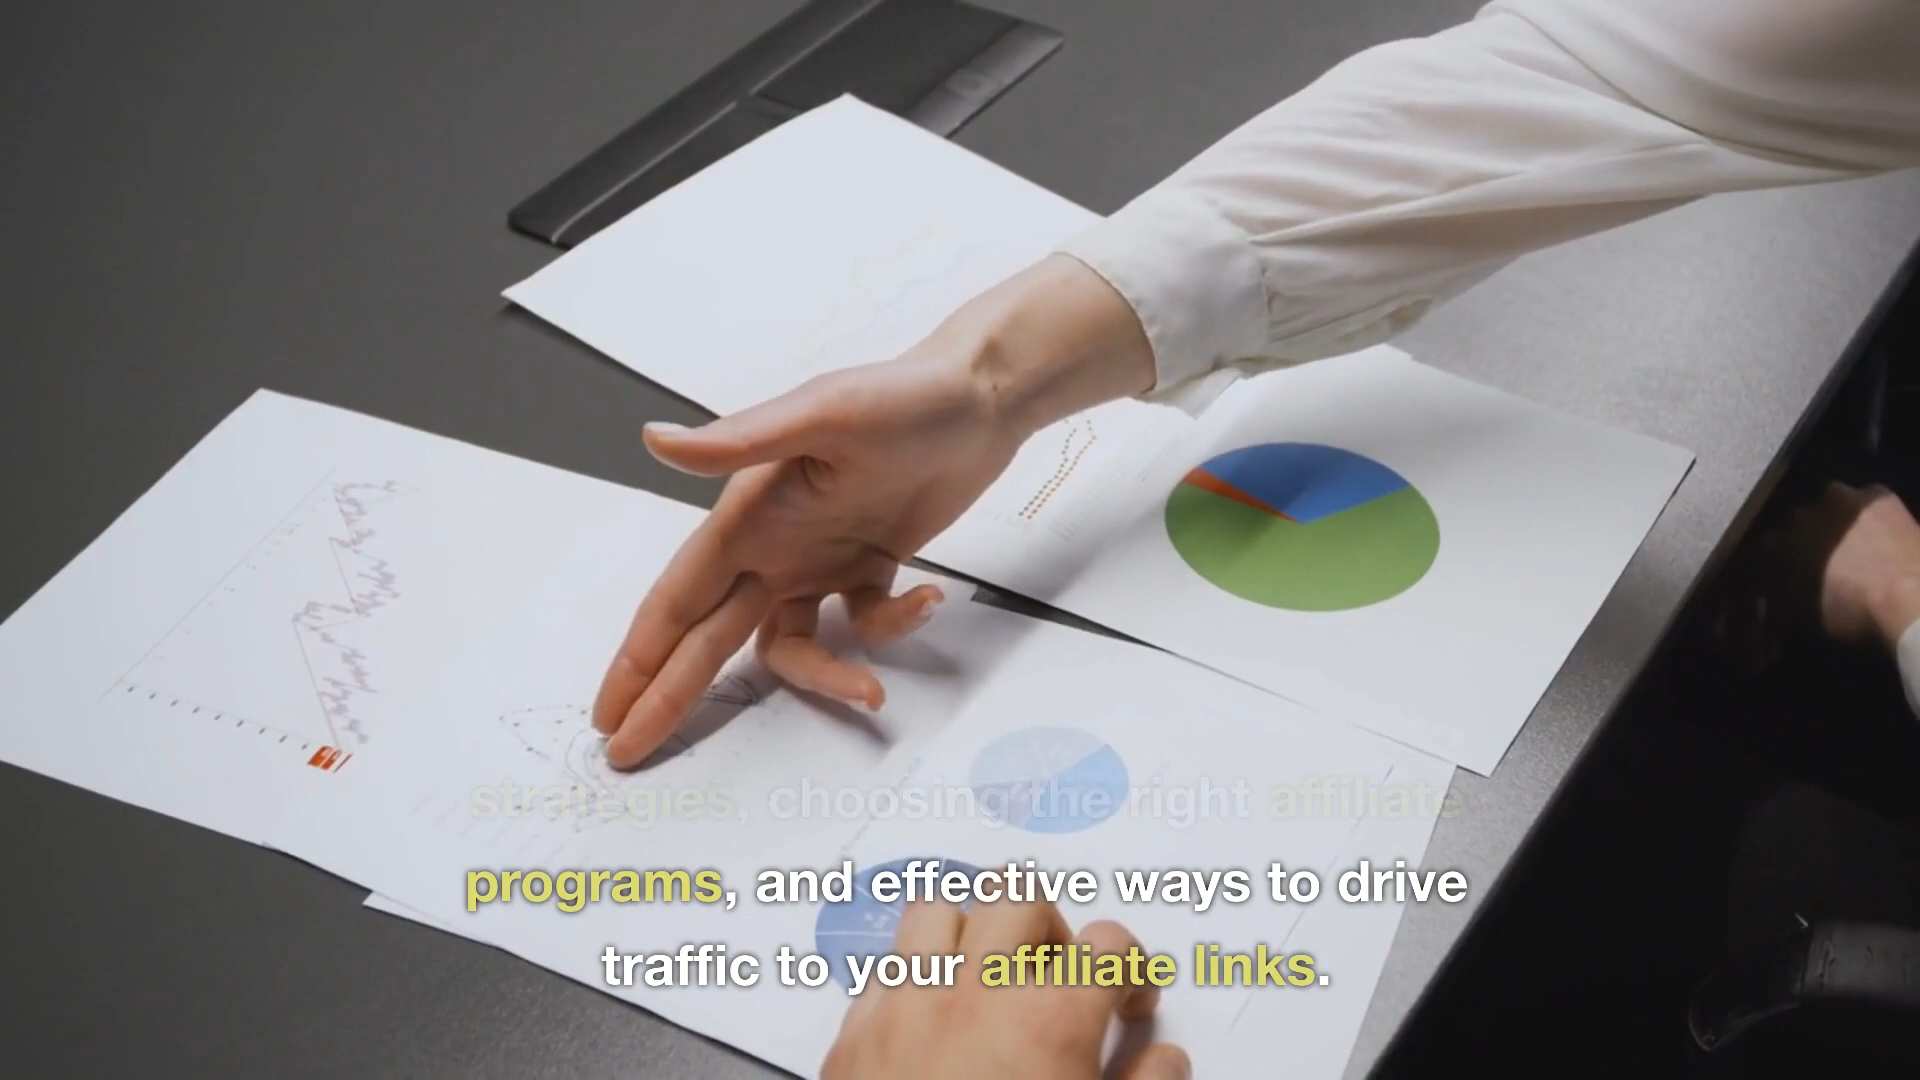 strategies, choosing the right affiliate
programs, and effective ways to drive
traffic to your affiliate links.